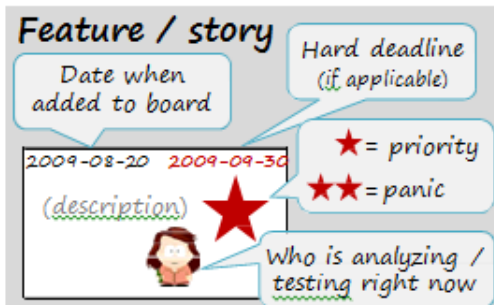 Feature / story
Date when
added to board
Hard deadline
(if applicable)
2009-08-20 2009-09-30
(description)
★= priority
★★= panic
Who is analyzing /
testing right now